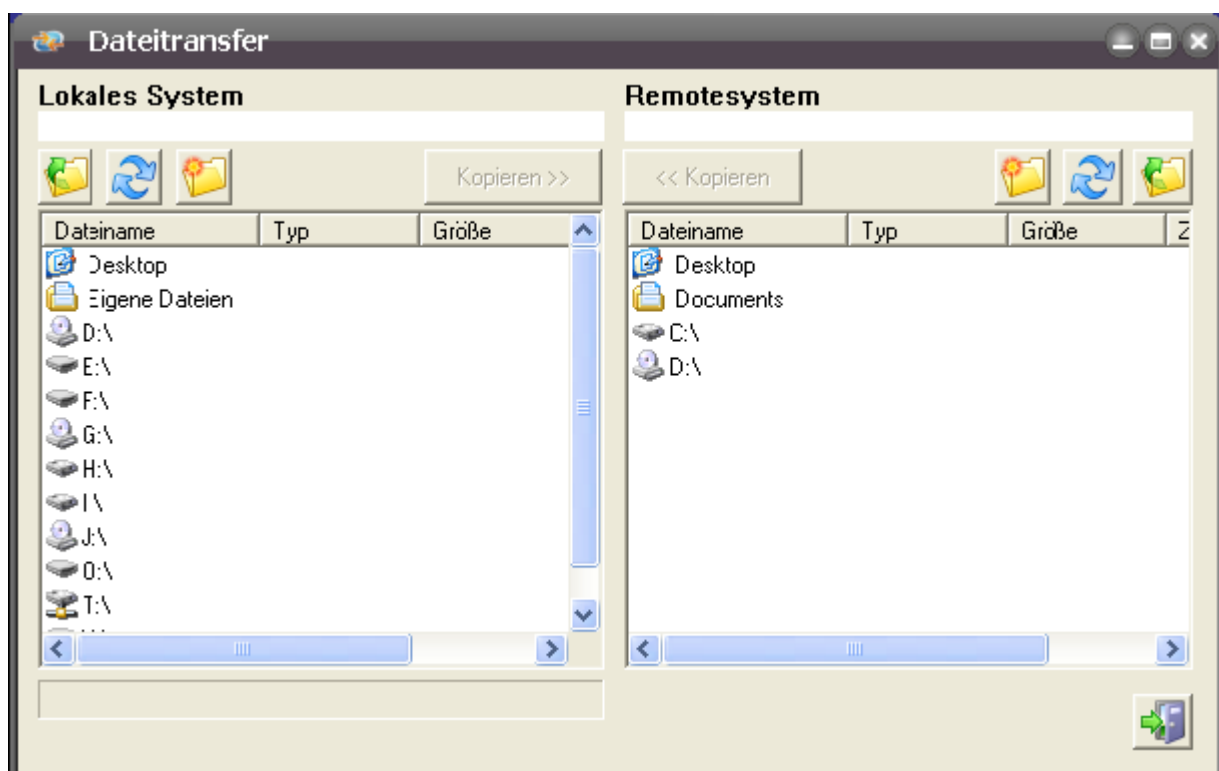 Dateitransfer
Lokales System
Remotesystem
Kopieren >>
<< Kopieren
Dateiname Typ Größe
Desktop
Eigene Dateien
D:\
E:\
F:\
G:\
H:\
I:\
J:\
O:\
T:\
Dateiname Typ Größe Z
Desktop
Documents
C:\
D:\